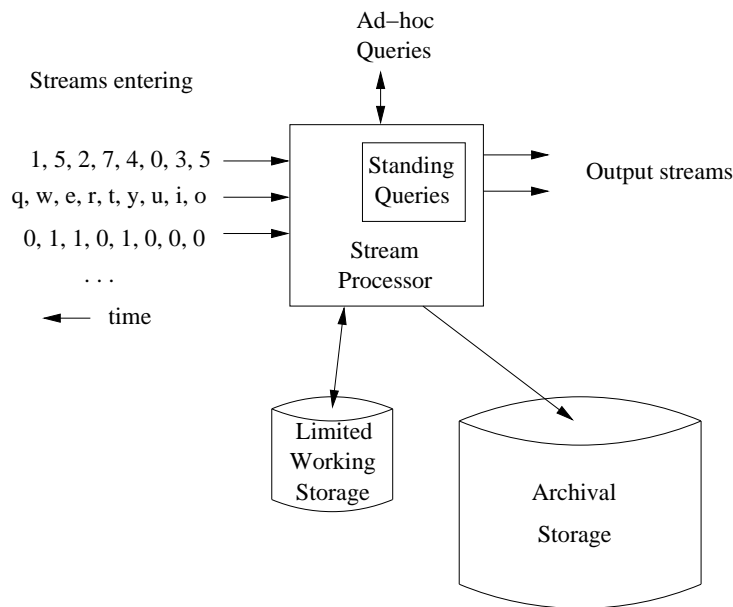 Ad−hoc
Queries
Streams entering
1, 5, 2, 7, 4, 0, 3, 5
q, w, e, r, t, y, u, i, o
0, 1, 1, 0, 1, 0, 0, 0
. . .
time
Standing
Queries
Stream
Processor
Output streams
Limited
Working
Storage
Archival
Storage